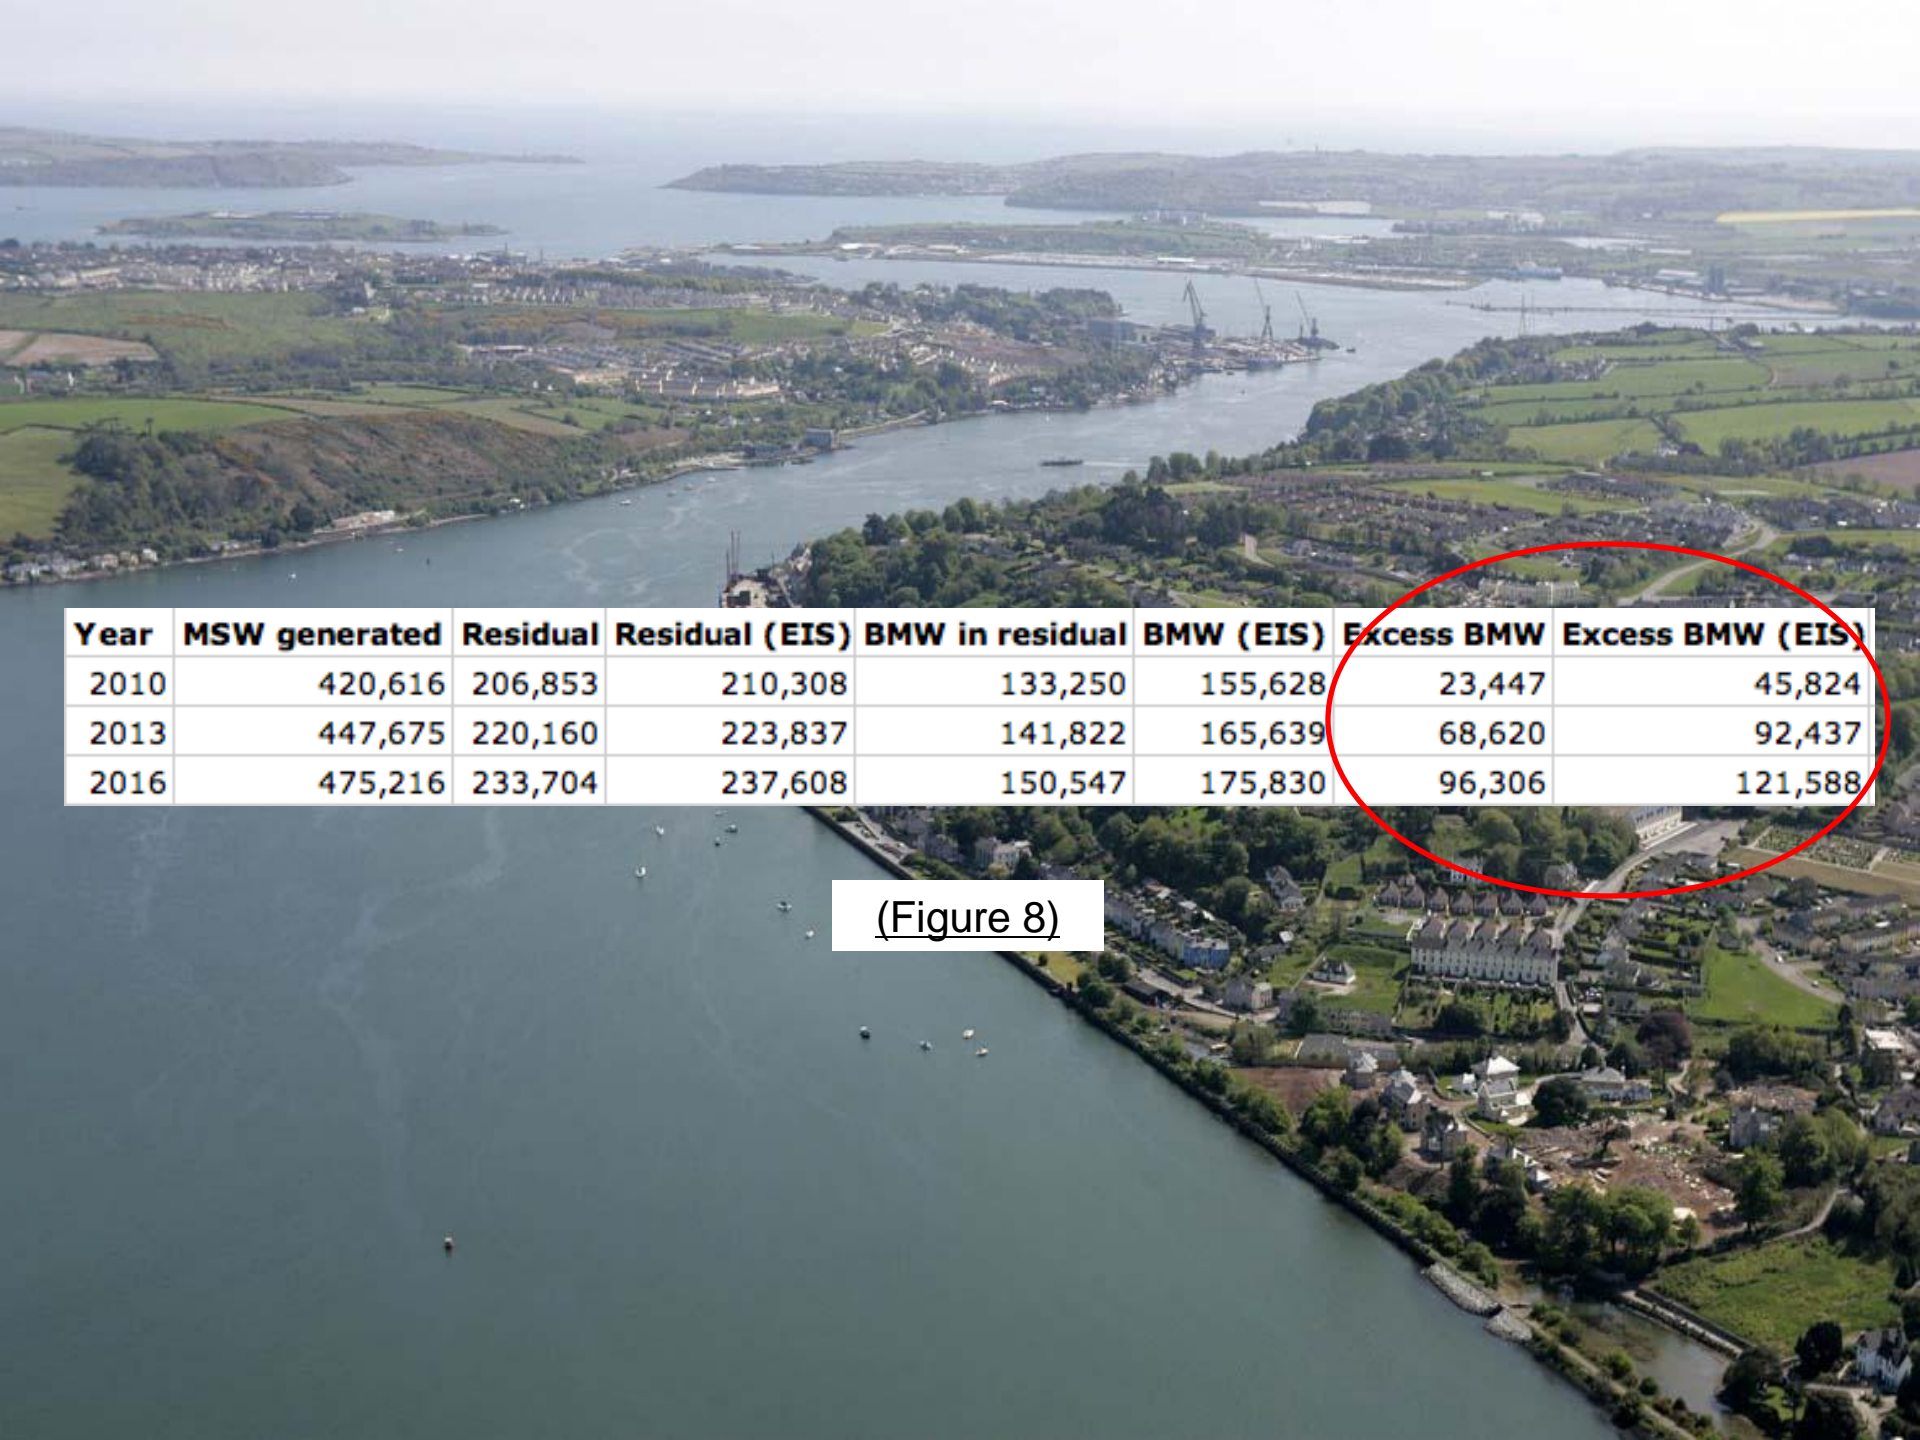 Year MSW generated Residual Residual (EIS) BMW in residual BMW (EIS) Excess BMW Excess BMW (EIS)
2010 420,616 206,853 210,308 133,250 155,628 23,447 45,824
2013 447,675 220,160 223,837 141,822 165,639 68,620 92,437
2016 475,216 233,704 237,608 150,547 175,830 96,306 121,588
(Figure 8)